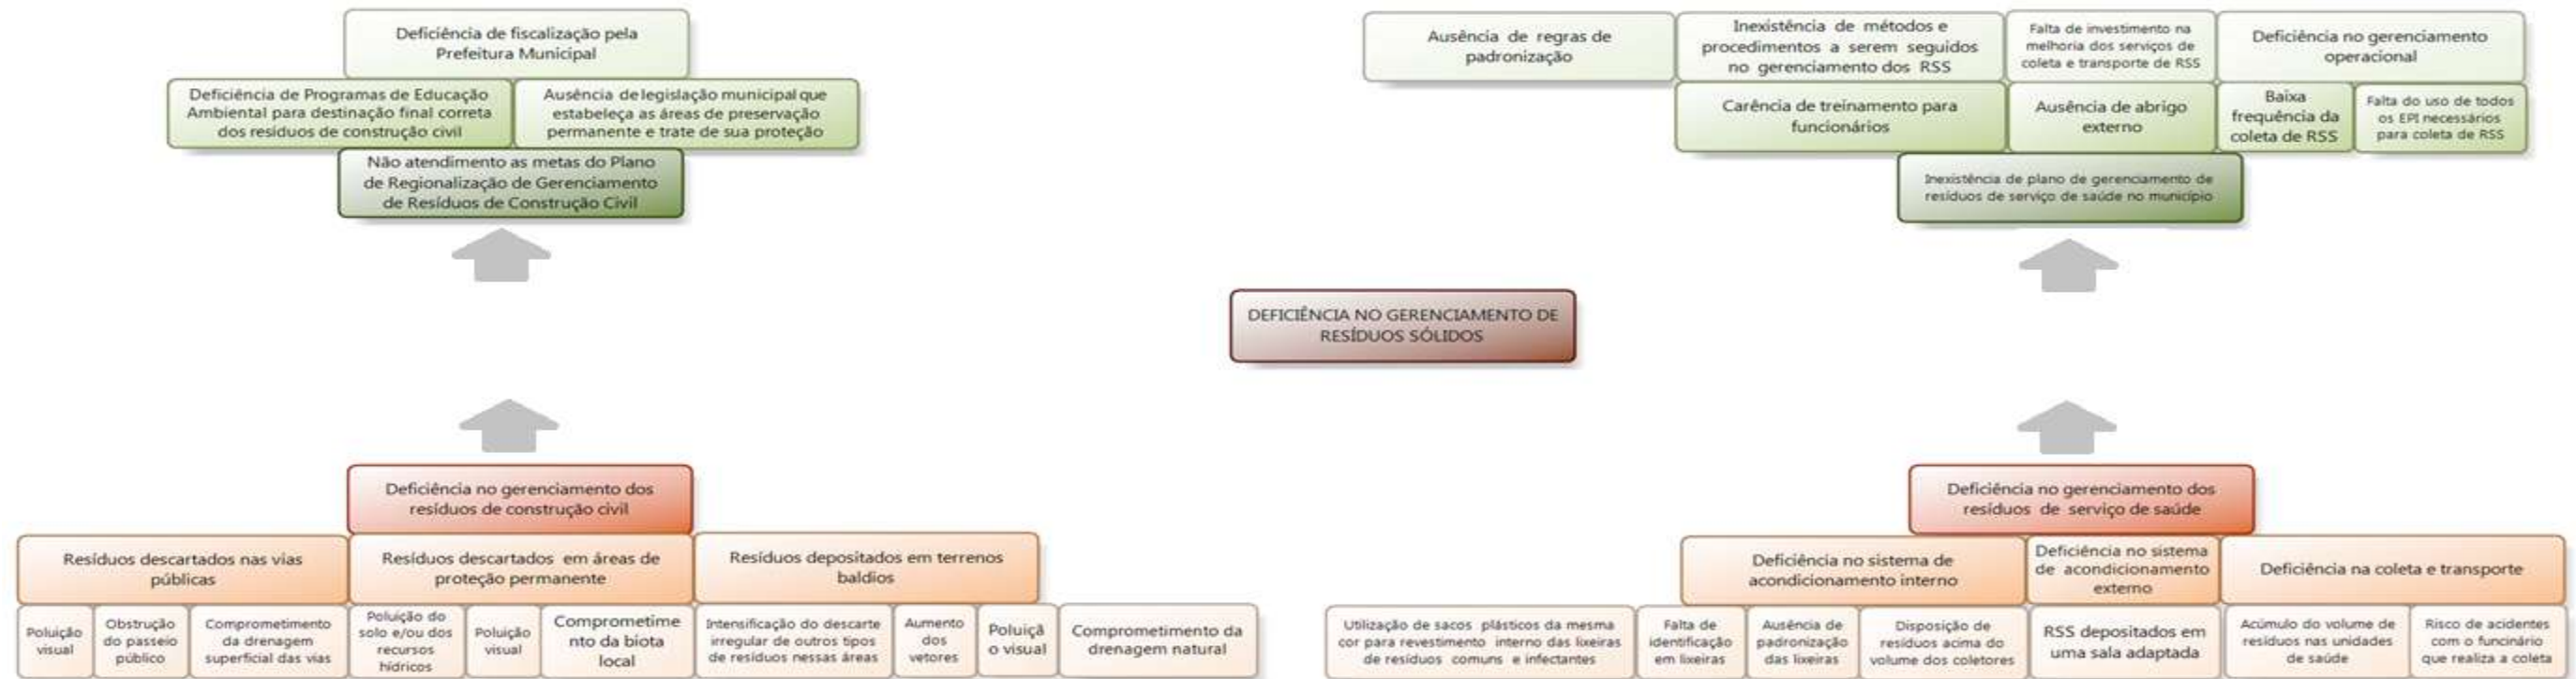 Deficiência de fiscalização pela
Prefeitura Municipal
Deficiência de Programas de Educação
Ambiental para destinação final correta
dos resíduos de construção civil
Ausência de legislação municipal que
estabeleça as áreas de preservação
permanente e trate de sua proteção
Não atendimento as metas do Plano
de Regionalização de Gerenciamento
de Resíduos de Construção Civil
Ausência de regras de
padronização
Inexistência de métodos e
procedimentos a serem seguidos
no gerenciamento dos RSS
Falta de investimento na
melhoria dos serviços de
coleta e transporte de RSS
Deficiência no gerenciamento
operacional
Carência de treinamento para
funcionários
Ausência de abrigo
externo
Baixa
frequência da
coleta de RSS
Falta do uso de todos
os EPI necessários
para coleta de RSS
Inexistência de plano de gerenciamento de
resíduos de serviço de saúde no município
DEFICIÊNCIA NO GERENCIAMENTO DE
RESÍDUOS SÓLIDOS
Deficiência no gerenciamento dos
resíduos de construção civil
Resíduos descartados nas vias
públicas
Resíduos descartados em áreas de
proteção permanente
Resíduos depositados em terrenos
baldios
Poluição
visual
Obstrução
do passeio
público
Comprometimento
da drenagem
superficial das vias
Poluição do
solo e/ou dos
recursos
hídricos
Poluição
visual
Comprometime
nto da biota
local
Intensificação do descarte
irregular de outros tipos
de resíduos nessas áreas
Aumento
dos
vetores
Poluiçã
o visual
Comprometimento da
drenagem natural
Deficiência no gerenciamento dos
resíduos de serviço de saúde
Deficiência no sistema de
acondicionamento interno
Deficiência no sistema
de acondicionamento
externo
Deficiência na coleta e transporte
Utilização de sacos plásticos da mesma
cor para revestimento interno das lixeiras
de resíduos comuns e infectantes
Falta de
identificação
em lixeiras
Ausência de
padronização
das lixeiras
Disposição de
resíduos acima do
volume dos coletores
RSS depositados em
uma sala adaptada
Acúmulo do volume de
resíduos nas unidades
de saúde
Risco de acidentes
com o funcinário
que realiza a coleta